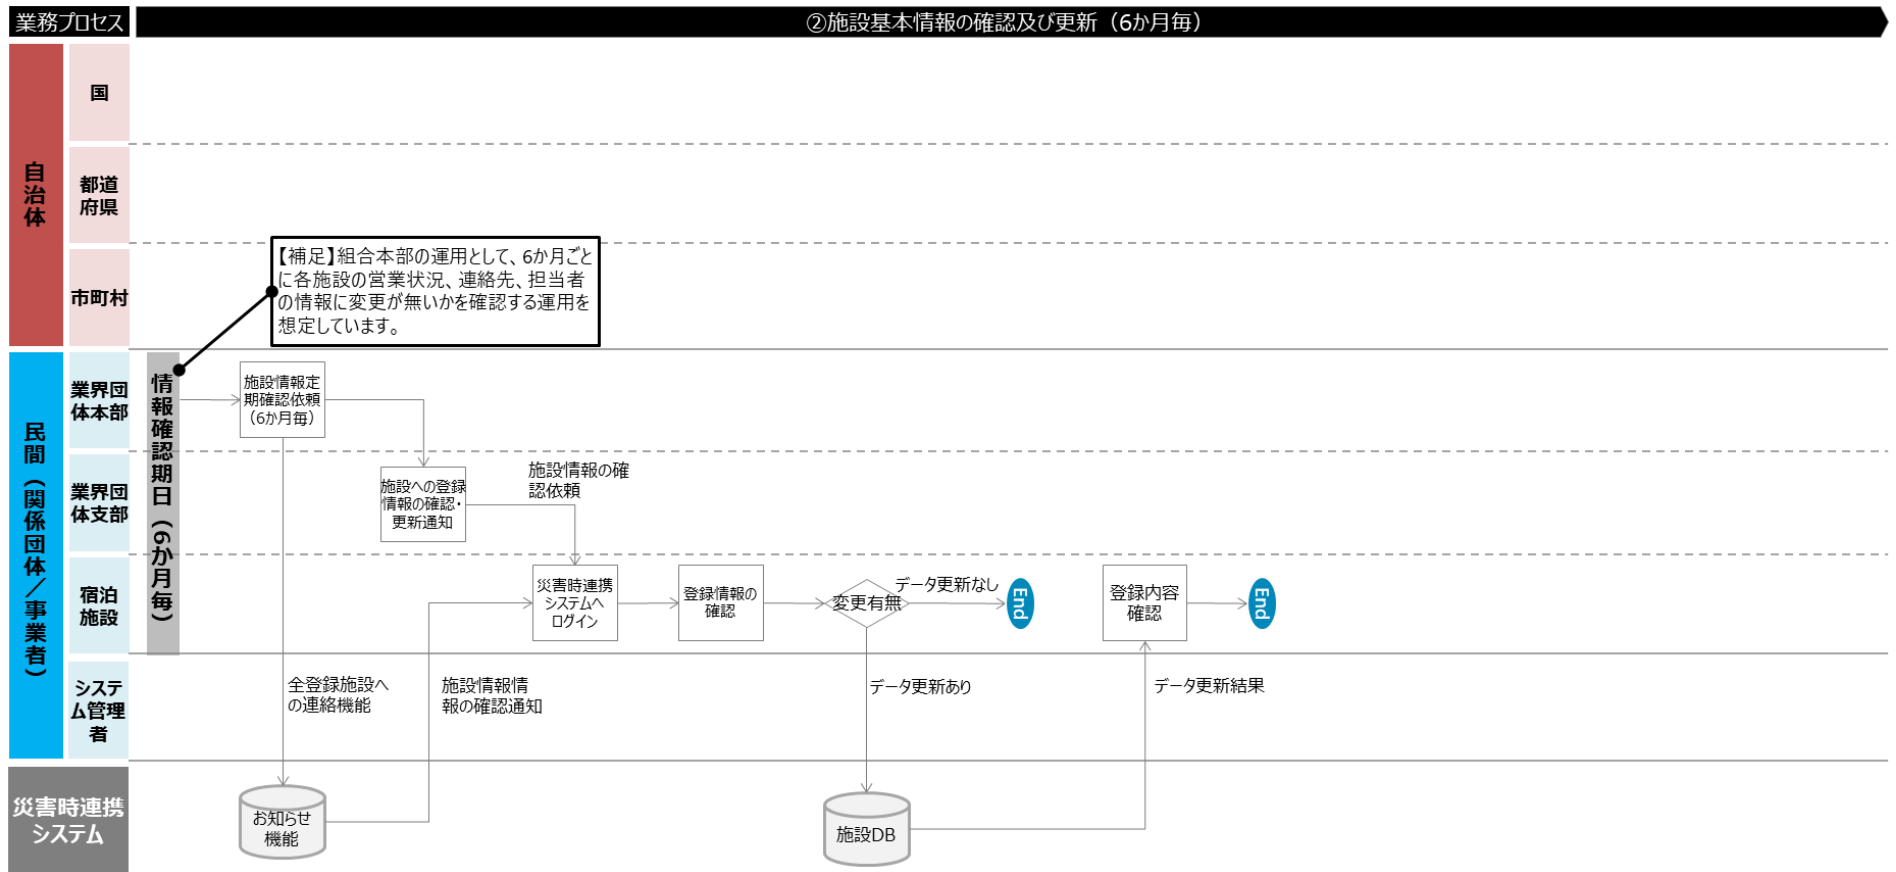 業務プロセス
②施設基本情報の確認及び更新（6か月毎）
自治体
国
都道
府県
市町村
【補足】組合本部の運用として、6か月ごと
に各施設の営業状況、連絡先、担当者
の情報に変更が無いかを確認する運用を
想定しています。
民間（関係団体／事業者）
業界団
体本部
業界団
体支部
宿泊
施設
システ
ム管理
者
情報確認期日（6か月毎）
施設情報定
期確認依頼
（6か月毎）
施設への登録
情報の確認・
更新通知
施設情報の確
認依頼
災害時連携
システムへ
ログイン
登録情報の
確認
変更有無
データ更新なし
End
登録内容
確認
End
全登録施設へ
の連絡機能
施設情報情
報の確認通知
データ更新あり
データ更新結果
災害時連携
システム
お知らせ
機能
施設DB